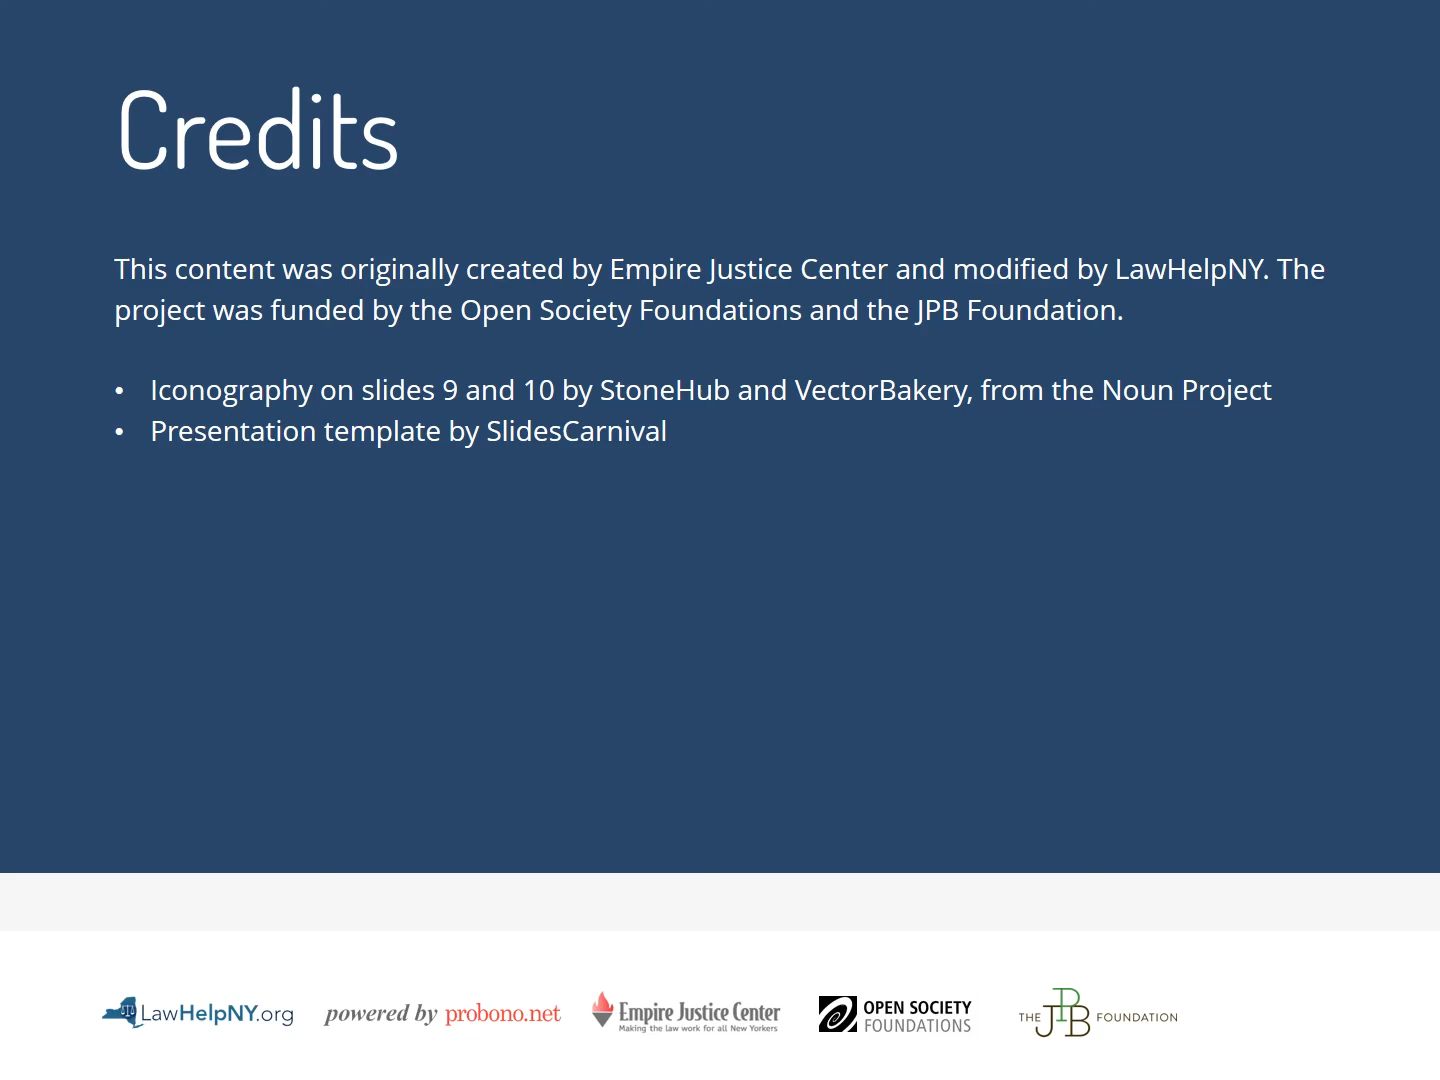 Credits
This content was originally created by Empire Justice Center and modified by LawHelpNY. The
project was funded by the Open Society Foundations and the JPB Foundation.
• Iconography on slides 9 and 10 by StoneHub and VectorBakery, from the Noun Project
• Presentation template by SlidesCarnival
LawHelpNY.org
powered by probono.net
Empire Justice Center
Making the law work for all New Yorkers
OPEN SOCIETY
FOUNDATIONS
THE JPB FOUNDATION